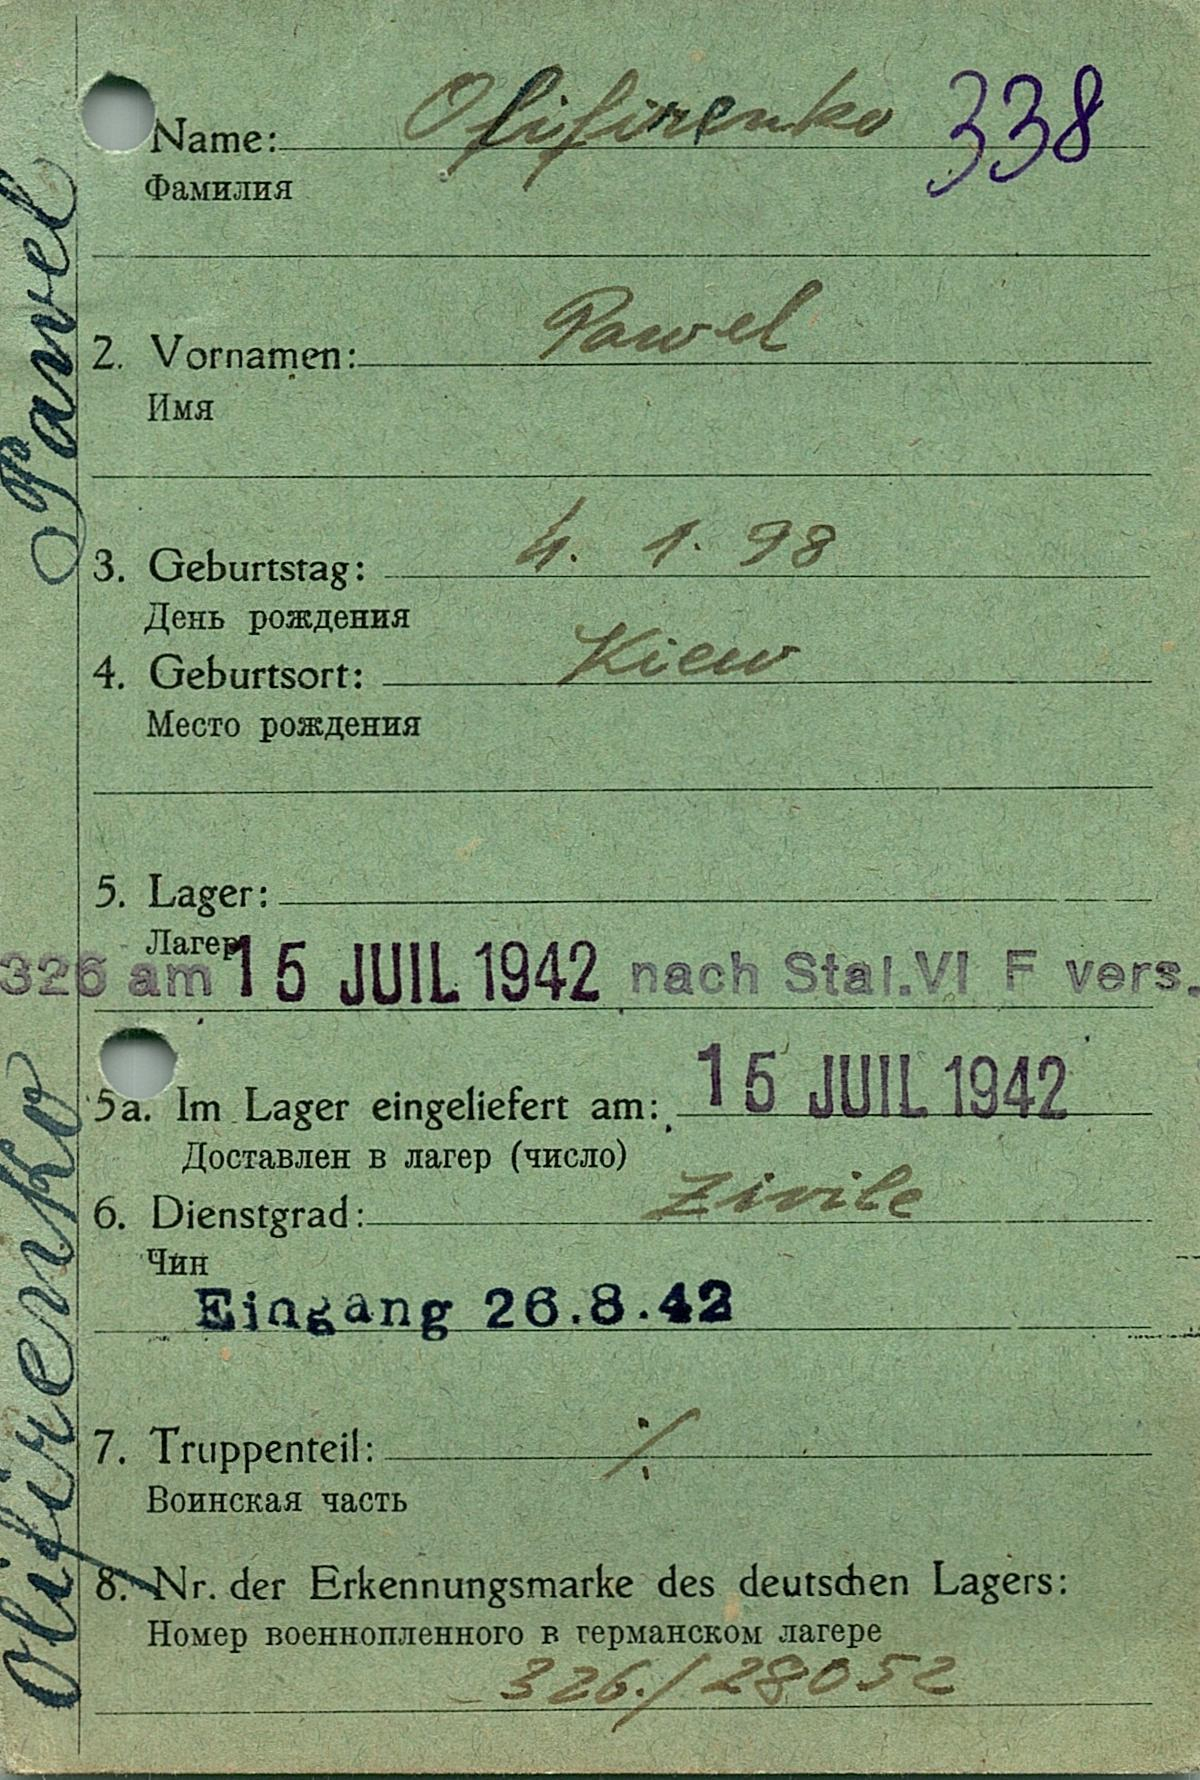 Name: Olifirenko 338
Фамилия
2. Vornamen: Pawel
Имя
3. Geburtstag: 4. 1. 98
День рождения
4. Geburtsort: Kiew
Место рождения
5. Lager:
Лагер
326 am 15 JUIL 1942 nach Stal.VI F vers.
5a. Im Lager eingeliefert am: 15 JUIL 1942
Доставлен в лагер (число)
6. Dienstgrad: Zivile
Чин
Eingang 26.8.42
7. Truppenteil: ./.
Воинская часть
8. Nr. der Erkennungsmarke des deutschen Lagers:
Номер военнопленного в германском лагере
326./28052
Olifirenko Pawel